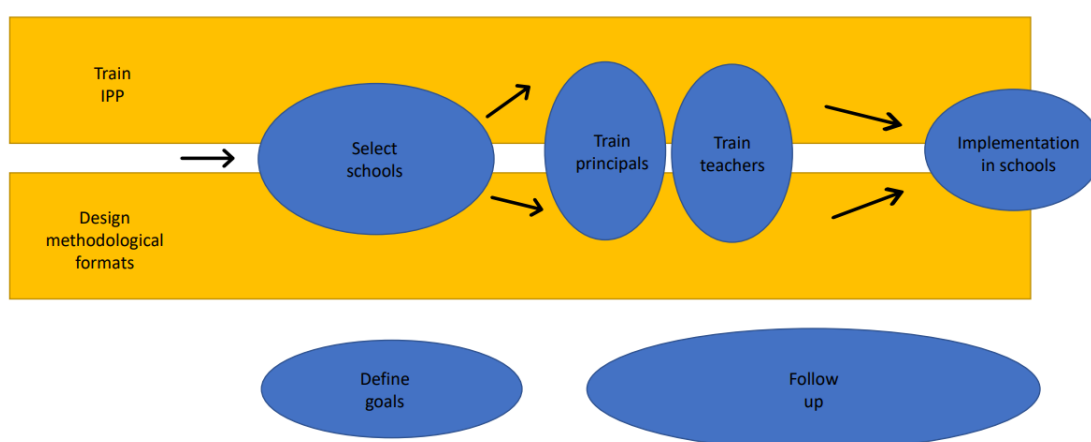 Train
IPP
Select
schools
Train
principals
Train
teachers
Implementation
in schools
Design
methodological
formats
Define
goals
Follow
up